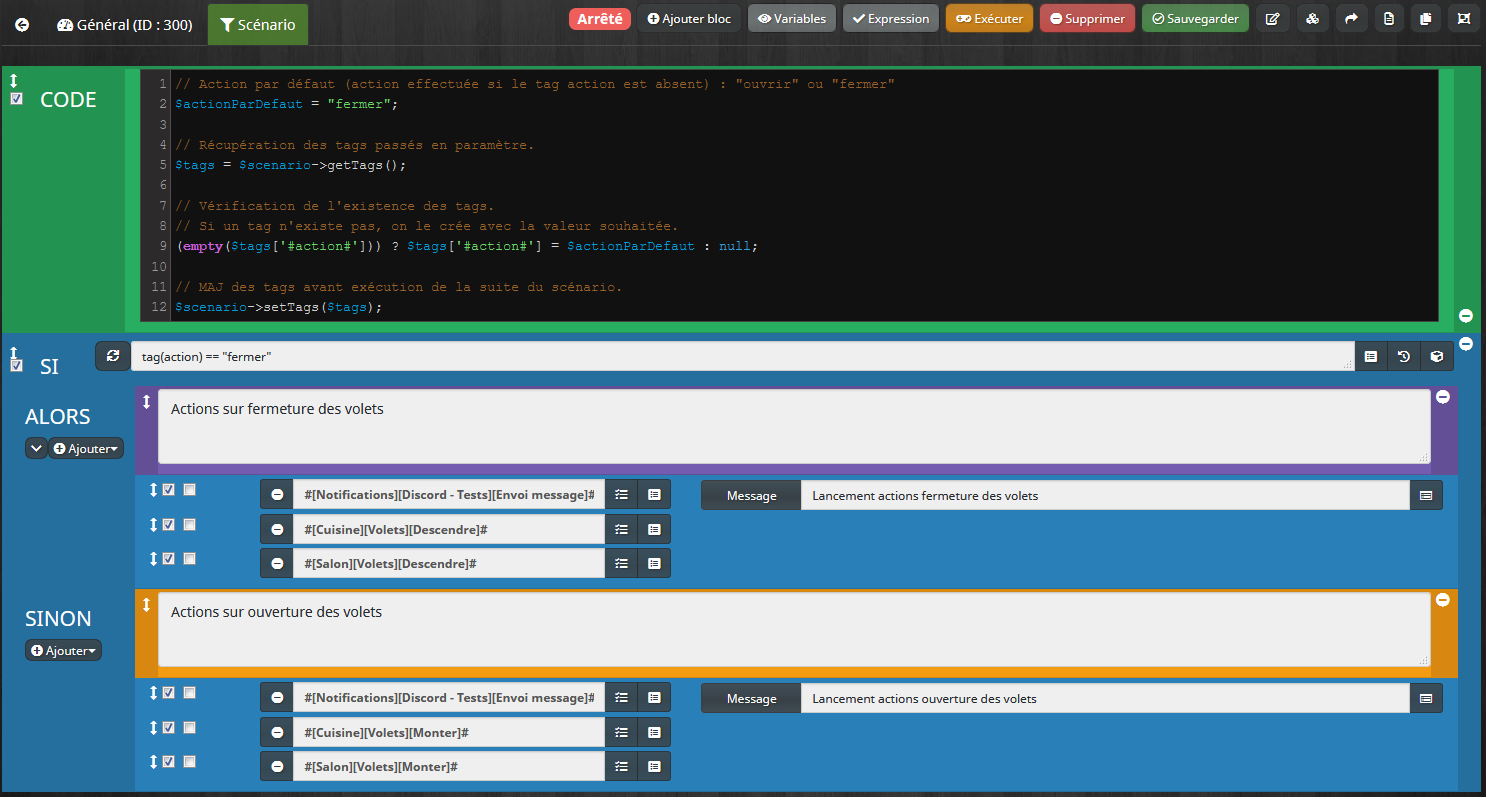 Général (ID : 300) Scénario Arrêté Ajouter bloc Variables Expression Exécuter Supprimer Sauvegarder
CODE
1 // Action par défaut (action effectuée si le tag action est absent) : "ouvrir" ou "fermer"
2 $actionParDefaut = "fermer";
3
4 // Récupération des tags passés en paramètre.
5 $tags = $scenario->getTags();
6
7 // Vérification de l'existence des tags.
8 // Si un tag n'existe pas, on le crée avec la valeur souhaitée.
9 (empty($tags['#action#'])) ? $tags['#action#'] = $actionParDefaut : null;
10
11 // MAJ des tags avant exécution de la suite du scénario.
12 $scenario->setTags($tags);
SI tag(action) == "fermer"
ALORS
Ajouter
Actions sur fermeture des volets
#[Notifications][Discord - Tests][Envoi message]# Message Lancement actions fermeture des volets
#[Cuisine][Volets][Descendre]#
#[Salon][Volets][Descendre]#
SINON
Ajouter
Actions sur ouverture des volets
#[Notifications][Discord - Tests][Envoi message]# Message Lancement actions ouverture des volets
#[Cuisine][Volets][Monter]#
#[Salon][Volets][Monter]#